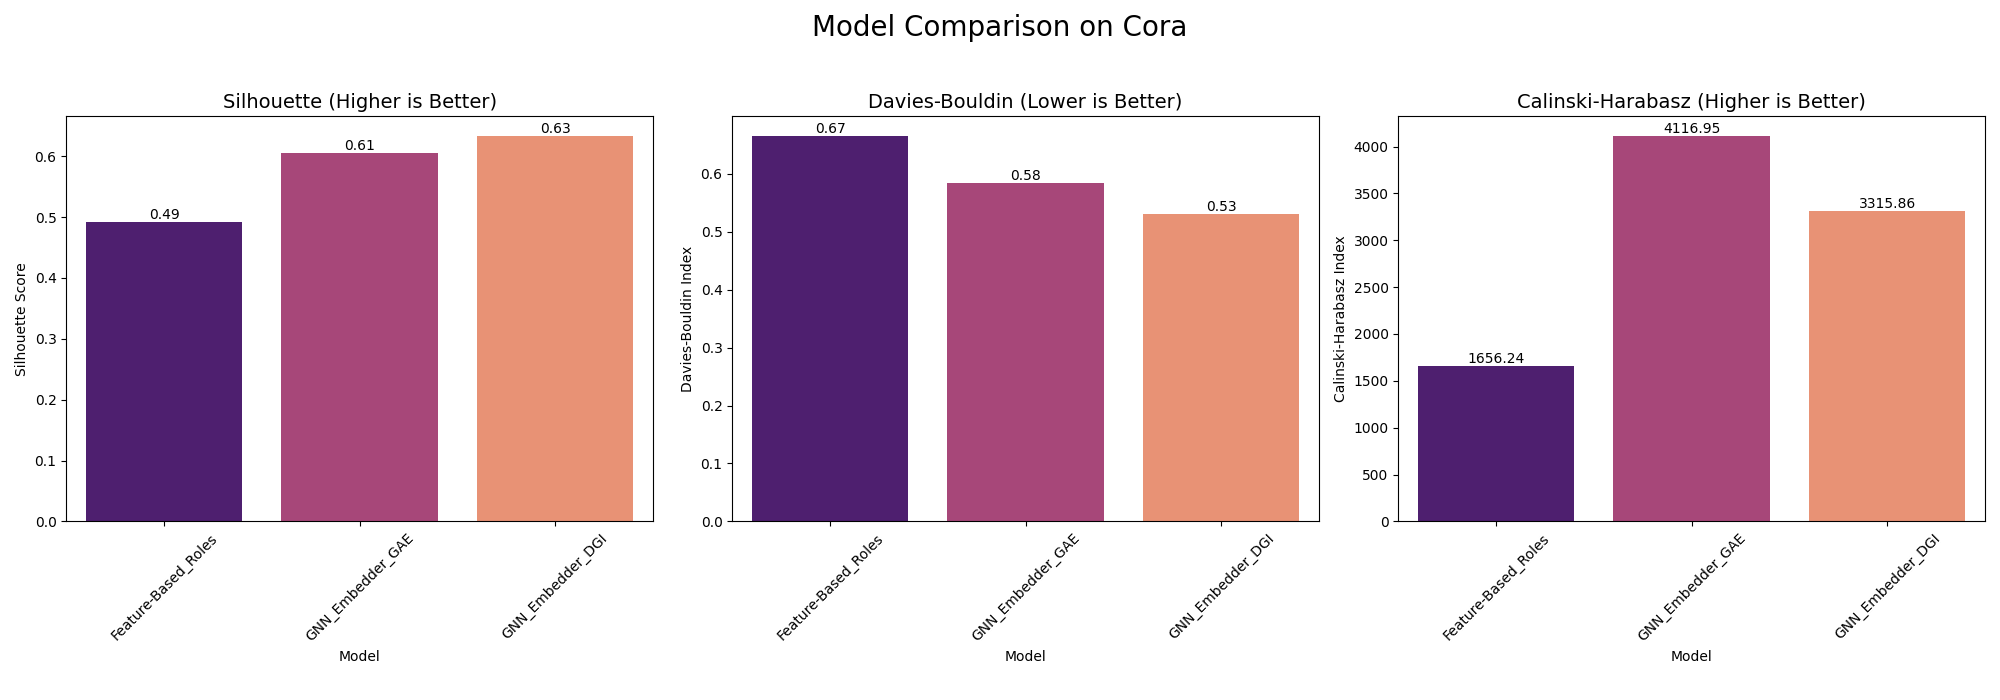 Model Comparison on Cora
Silhouette (Higher is Better)
Silhouette Score
0.6
0.5
0.4
0.3
0.2
0.1
0.0
0.49
0.61
0.63
Feature-Based_Roles
GNN_Embedder_GAE
GNN_Embedder_DGI
Model
Davies-Bouldin (Lower is Better)
Davies-Bouldin Index
0.6
0.5
0.4
0.3
0.2
0.1
0.0
0.67
0.58
0.53
Feature-Based_Roles
GNN_Embedder_GAE
GNN_Embedder_DGI
Model
Calinski-Harabasz (Higher is Better)
Calinski-Harabasz Index
4000
3500
3000
2500
2000
1500
1000
500
0
1656.24
4116.95
3315.86
Feature-Based_Roles
GNN_Embedder_GAE
GNN_Embedder_DGI
Model